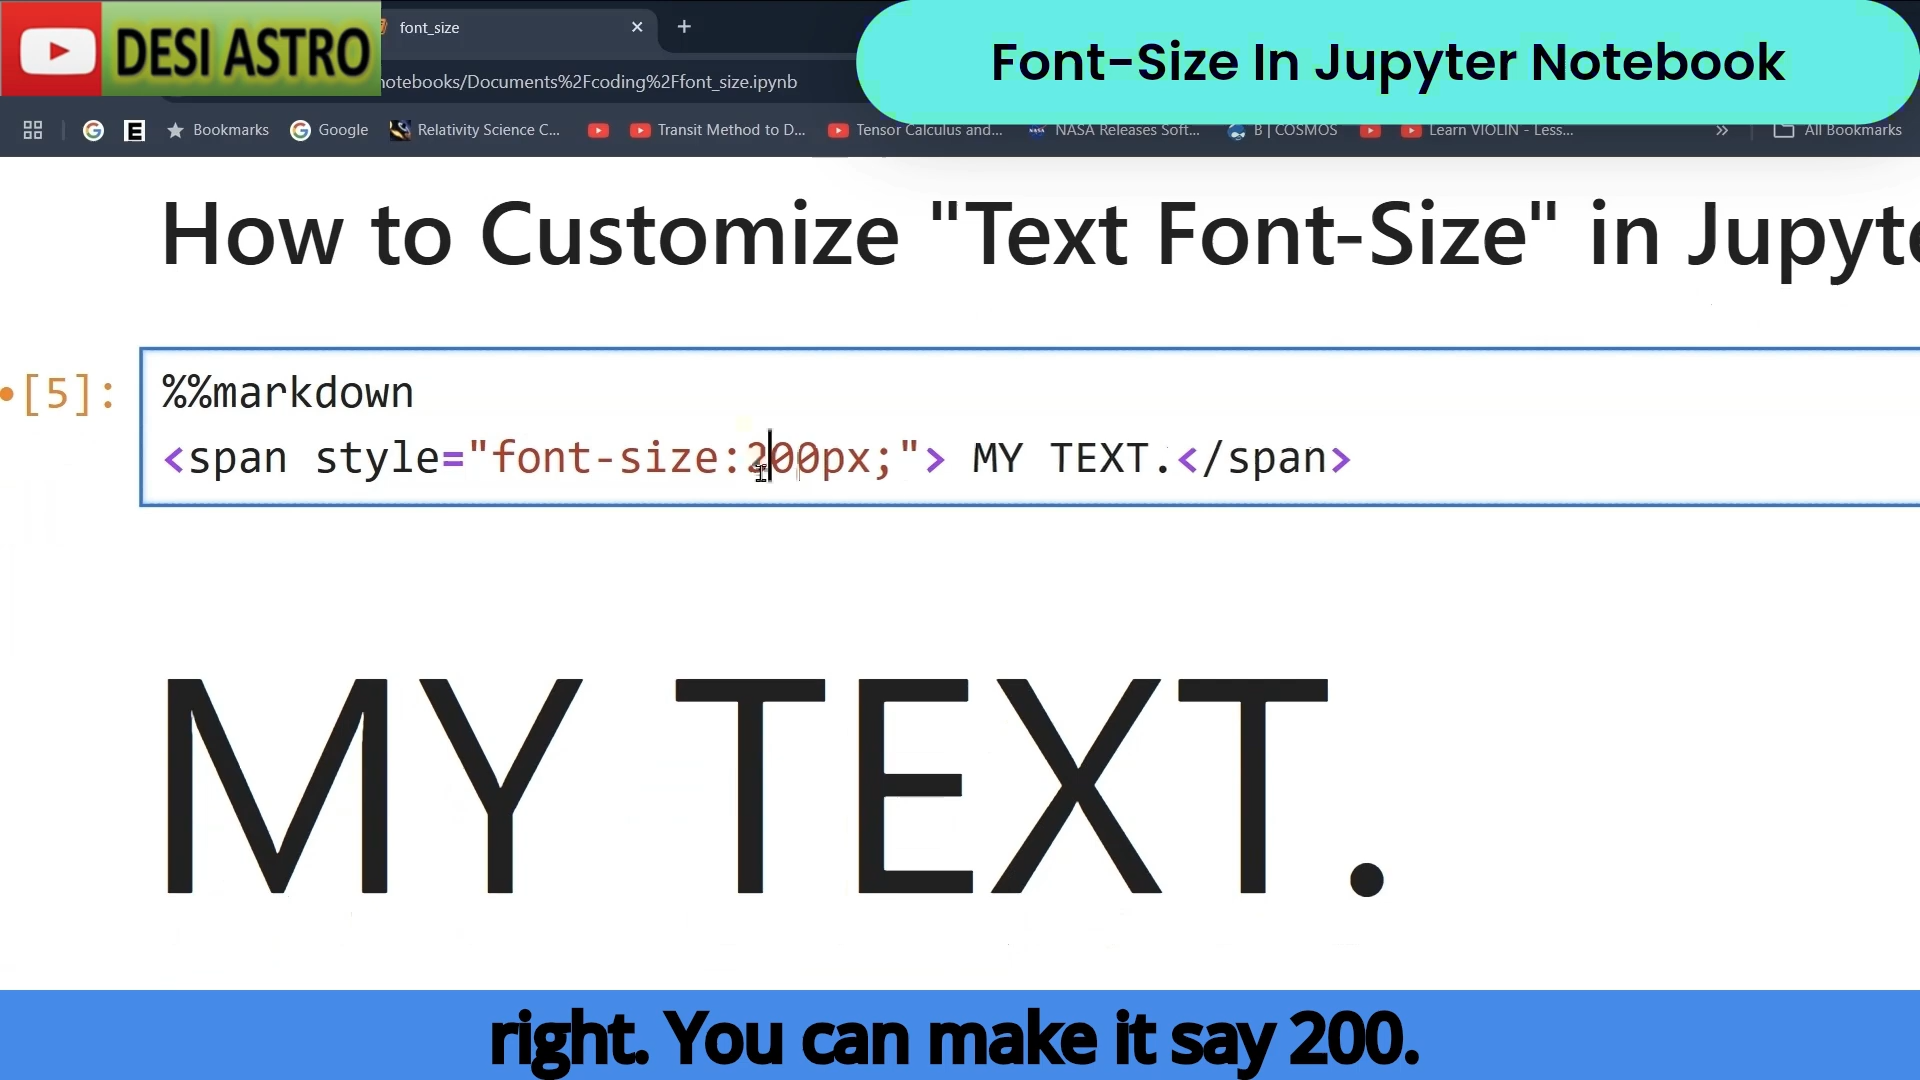 DESI ASTRO
font_size
Font-Size In Jupyter Notebook
notebooks/Documents%2Fcoding%2Ffont_size.ipynb
Bookmarks
Google
Relativity Science C...
Transit Method to D...
Tensor Calculus and...
NASA Releases Soft...
B | COSMOS
Learn VIOLIN - Less...
All Bookmarks
How to Customize "Text Font-Size" in Jupyte
[5]:
%%markdown
<span style="font-size:200px;"> MY TEXT.</span>
MY TEXT.
right. You can make it say 200.